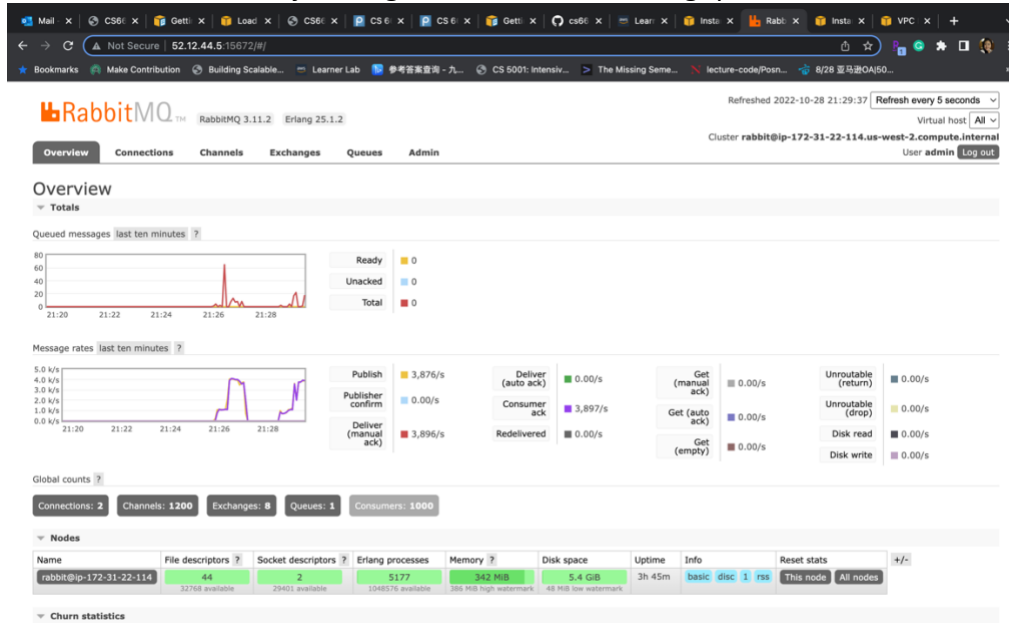 Mail - X CS6€ X Getti X Load X CS6€ X CS 6 X CS 6 X Getti X cs66 X Learn X Insta X Rabb X Insta X VPC X +
Not Secure 52.12.44.5:15672/#/
Bookmarks Make Contribution Building Scalable... Learner Lab 参考答案查询 - 九... CS 5001: Intensiv... The Missing Seme... lecture-code/Posn... 8/28 亚马逊OA|50...
Refreshed 2022-10-28 21:29:37 Refresh every 5 seconds
RabbitMQ TM RabbitMQ 3.11.2 Erlang 25.1.2
Virtual host All
Cluster rabbit@ip-172-31-22-114.us-west-2.compute.internal
User admin Log out
Overview Connections Channels Exchanges Queues Admin
Overview
Totals
Queued messages last ten minutes ?
80
60
40
20
0
21:20 21:22 21:24 21:26 21:28
Ready 0
Unacked 0
Total 0
Message rates last ten minutes ?
5.0 k/s
4.0 k/s
3.0 k/s
2.0 k/s
1.0 k/s
0.0 k/s
21:20 21:22 21:24 21:26 21:28
Publish 3,876/s
Publisher confirm 0.00/s
Deliver (manual ack) 3,896/s
Deliver (auto ack) 0.00/s
Consumer ack 3,897/s
Redelivered 0.00/s
Get (manual ack) 0.00/s
Get (auto ack) 0.00/s
Get (empty) 0.00/s
Unroutable (return) 0.00/s
Unroutable (drop) 0.00/s
Disk read 0.00/s
Disk write 0.00/s
Global counts ?
Connections: 2 Channels: 1200 Exchanges: 8 Queues: 1 Consumers: 1000
Nodes
Name File descriptors ? Socket descriptors ? Erlang processes Memory ? Disk space Uptime Info Reset stats +/-
rabbit@ip-172-31-22-114 44 2 5177 342 MiB 5.4 GiB 3h 45m basic disc 1 rss This node All nodes
32768 available 29401 available 1048576 available 386 MiB high watermark 48 MiB low watermark
Churn statistics